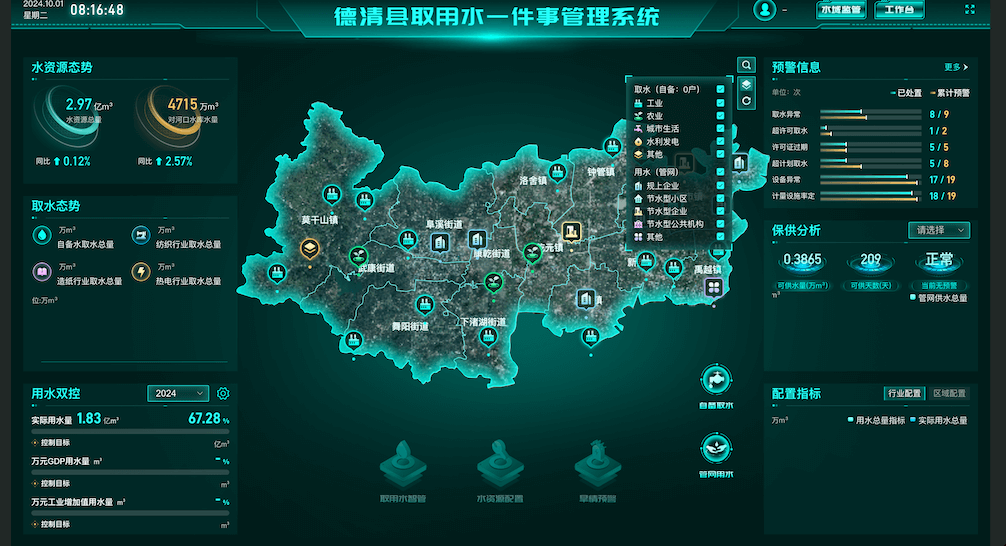 2024.10.01
星期二
08:16:48
德清县取用水一件事管理系统
水域监管
工作台
水资源态势
2.97 亿m³
水资源总量
4715 万m³
对河口水库水量
同比 0.12%
同比 2.57%
取水态势
万m³
自备水取水总量
万m³
纺织行业取水总量
万m³
造纸行业取水总量
万m³
热电行业取水总量
位:万m³
用水双控
2024
实际用水量 1.83 亿m³
67.28 %
控制目标
亿m³
万元GDP用水量 m³
- %
控制目标
m³
万元工业增加值用水量 m³
- %
控制目标
m³
莫干山镇
阜溪街道
武康街道
康乾街道
舞阳街道
下渚湖街道
洛舍镇
钟管镇
禹越镇
取水（自备：0户）
工业
农业
城市生活
水利发电
其他
用水（管网）
规上企业
节水型小区
节水型企业
节水型公共机构
其他
自备取水
管网用水
取用水智管
水资源配置
旱情预警
预警信息
更多
单位：次
已处置
累计预警
取水异常
8 / 9
超许可取水
1 / 2
许可证过期
5 / 5
超计划取水
5 / 8
设备异常
17 / 19
计量设施率定
18 / 19
保供分析
请选择
0.3865
可供水量(万m³)
209
可供天数(天)
正常
当前无预警
m³
管网供水总量
配置指标
行业配置
区域配置
万m³
用水总量指标
实际用水总量